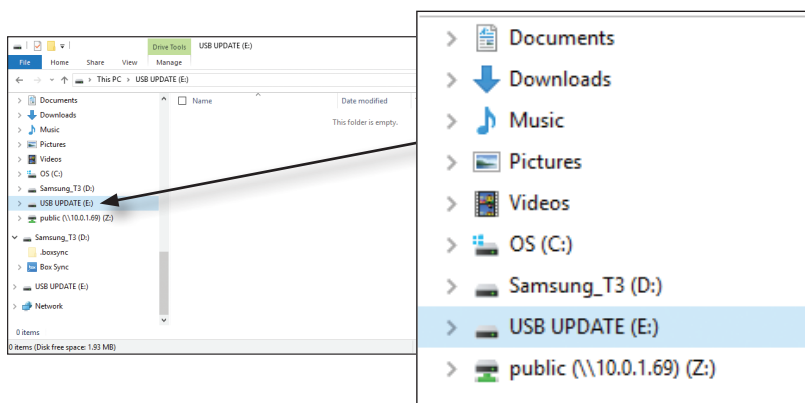 Drive Tools USB UPDATE (E:)
File Home Share View Manage
This PC > USB UPDATE (E:)
Documents
Downloads
Music
Pictures
Videos
OS (C:)
Samsung_T3 (D:)
USB UPDATE (E:)
public (\\10.0.1.69) (Z:)
Samsung_T3 (D:)
.boxsync
Box Sync
USB UPDATE (E:)
Network
Name Date modified
This folder is empty.
0 items
0 items (Disk free space: 1.93 MB)
Documents
Downloads
Music
Pictures
Videos
OS (C:)
Samsung_T3 (D:)
USB UPDATE (E:)
public (\\10.0.1.69) (Z:)